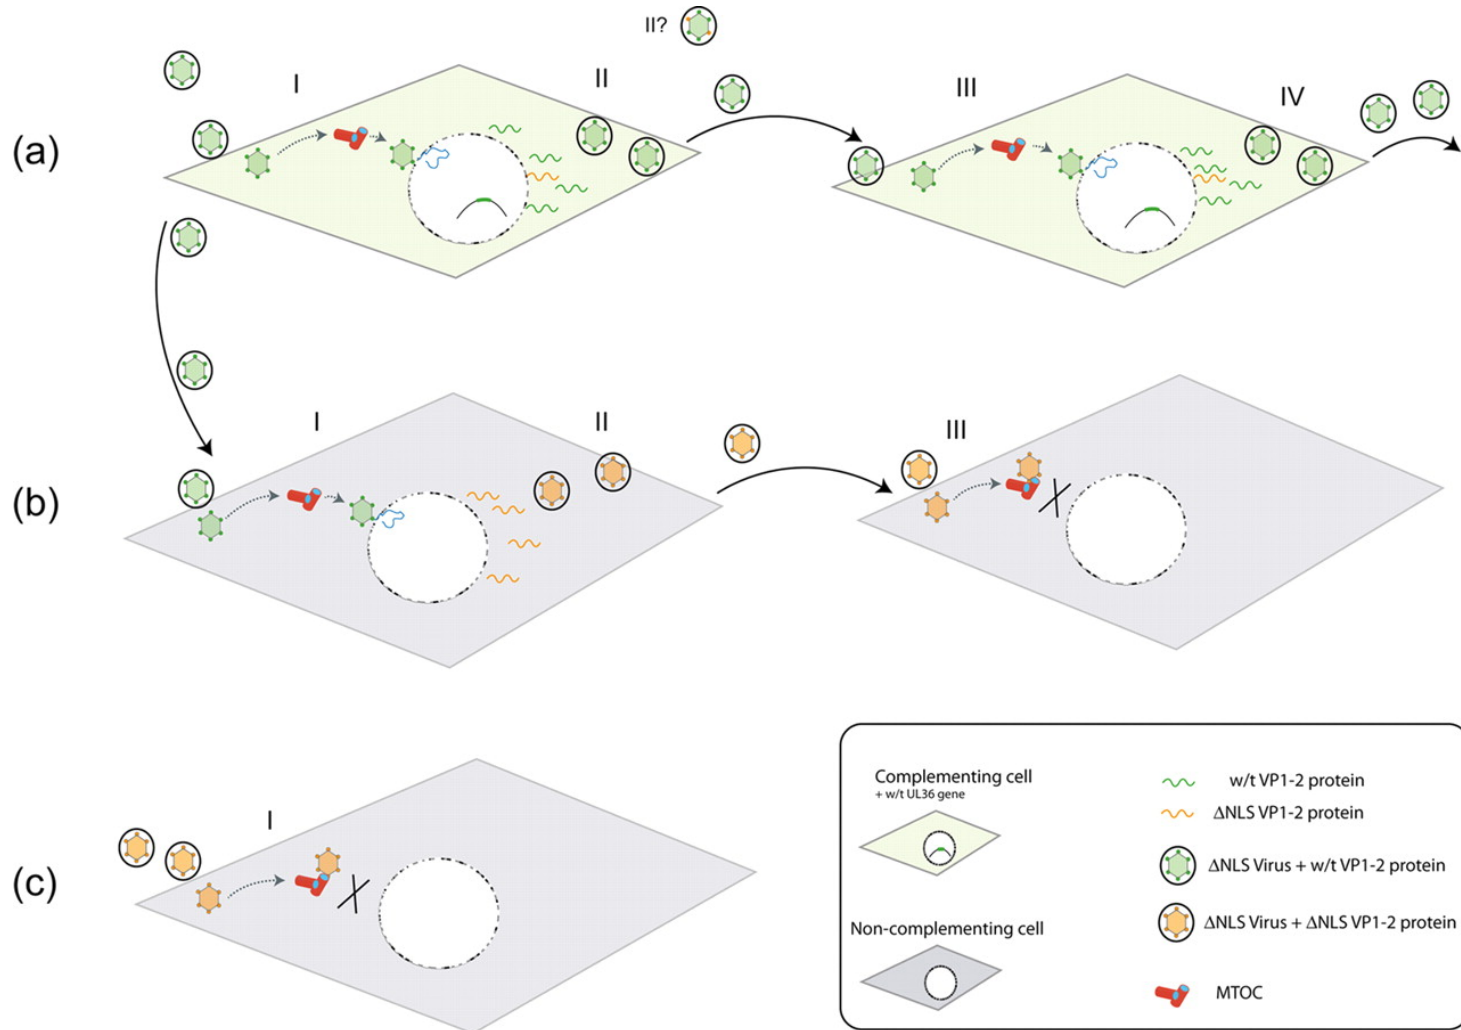 II?
I
II
III
IV
(a)
I
II
III
(b)
I
(c)
Complementing cell
+ w/t UL36 gene
Non-complementing cell
w/t VP1-2 protein
ΔNLS VP1-2 protein
ΔNLS Virus + w/t VP1-2 protein
ΔNLS Virus + ΔNLS VP1-2 protein
MTOC